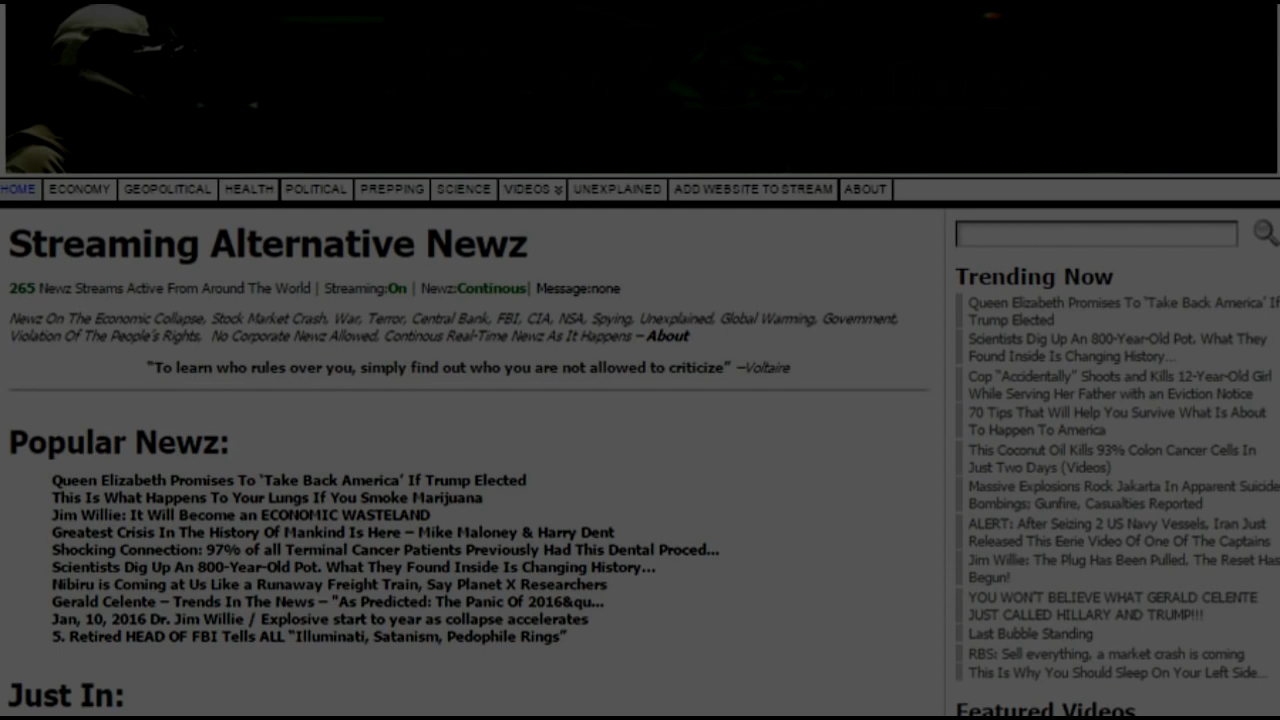 HOME ECONOMY GEOPOLITICAL HEALTH POLITICAL PREPPING SCIENCE VIDEOS UNEXPLAINED ADD WEBSITE TO STREAM ABOUT
Streaming Alternative Newz
265 Newz Streams Active From Around The World | Streaming:On | Newz:Continous| Message:none
Newz On The Economic Collapse, Stock Market Crash, War, Terror, Central Bank, FBI, CIA, NSA, Spying, Unexplained, Global Warming, Government,
Violation Of The People's Rights, No Corporate Newz Allowed, Continous Real-Time Newz As It Happens – About
"To learn who rules over you, simply find out who you are not allowed to criticize" –Voltaire
Popular Newz:
Queen Elizabeth Promises To 'Take Back America' If Trump Elected
This Is What Happens To Your Lungs If You Smoke Marijuana
Jim Willie: It Will Become an ECONOMIC WASTELAND
Greatest Crisis In The History Of Mankind Is Here – Mike Maloney & Harry Dent
Shocking Connection: 97% of all Terminal Cancer Patients Previously Had This Dental Proced...
Scientists Dig Up An 800-Year-Old Pot. What They Found Inside Is Changing History...
Nibiru is Coming at Us Like a Runaway Freight Train, Say Planet X Researchers
Gerald Celente – Trends In The News – "As Predicted: The Panic Of 2016&qu...
Jan, 10, 2016 Dr. Jim Willie / Explosive start to year as collapse accelerates
5. Retired HEAD OF FBI Tells ALL "Illuminati, Satanism, Pedophile Rings"
Just In:
Trending Now
Queen Elizabeth Promises To 'Take Back America' If
Trump Elected
Scientists Dig Up An 800-Year-Old Pot. What They
Found Inside Is Changing History...
Cop "Accidentally" Shoots and Kills 12-Year-Old Girl
While Serving Her Father with an Eviction Notice
70 Tips That Will Help You Survive What Is About
To Happen To America
This Coconut Oil Kills 93% Colon Cancer Cells In
Just Two Days (Videos)
Massive Explosions Rock Jakarta In Apparent Suicide
Bombings: Gunfire, Casualties Reported
ALERT: After Seizing 2 US Navy Vessels, Iran Just
Released This Eerie Video Of One Of The Captains
Jim Willie: The Plug Has Been Pulled, The Reset Has
Begun!
YOU WON'T BELIEVE WHAT GERALD CELENTE
JUST CALLED HILLARY AND TRUMP!!!
Last Bubble Standing
RBS: Sell everything, a market crash is coming
This Is Why You Should Sleep On Your Left Side...
Featured Videos